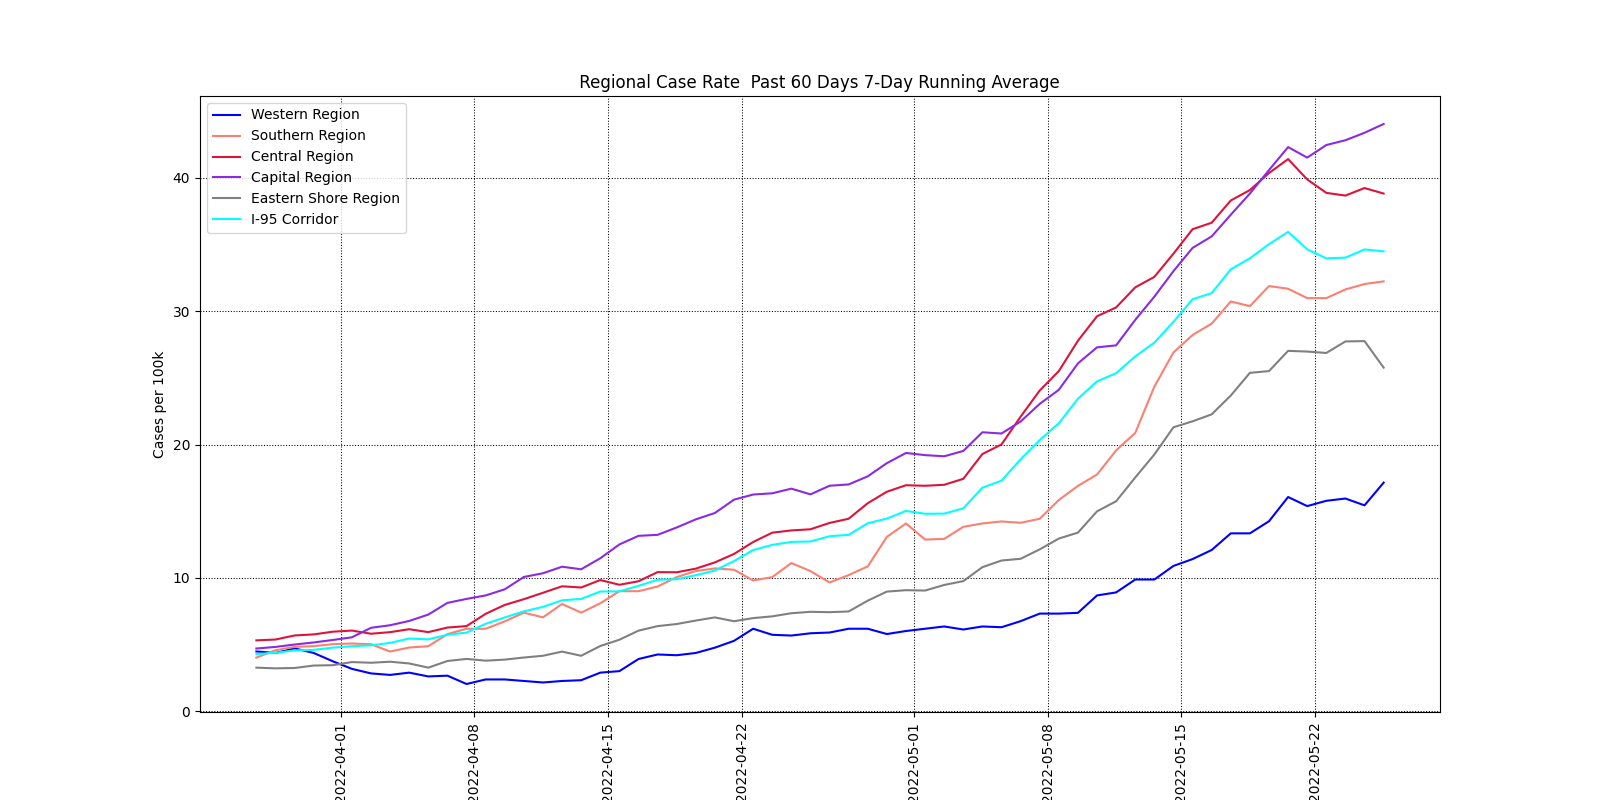 Regional Case Rate  Past 60 Days 7-Day Running Average
Western Region
Southern Region
Central Region
Capital Region
Eastern Shore Region
I-95 Corridor
Cases per 100k
40
30
20
10
0
2022-04-01
2022-04-08
2022-04-15
2022-04-22
2022-05-01
2022-05-08
2022-05-15
2022-05-22